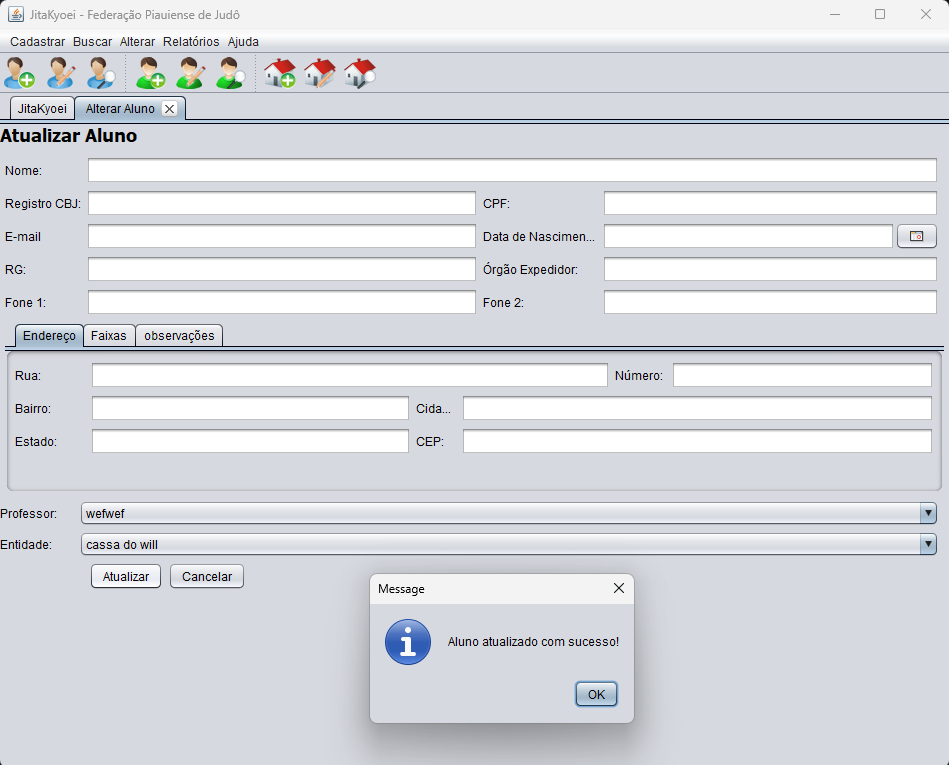 JitaKyoei - Federação Piauiense de Judô
Cadastrar Buscar Alterar Relatórios Ajuda
JitaKyoei Alterar Aluno
Atualizar Aluno
Nome:
Registro CBJ: CPF:
E-mail Data de Nascimen...
RG: Órgão Expedidor:
Fone 1: Fone 2:
Endereço Faixas observações
Rua: Número:
Bairro: Cida...
Estado: CEP:
Professor: wefwef
Entidade: cassa do will
Atualizar Cancelar
Message
Aluno atualizado com sucesso!
OK